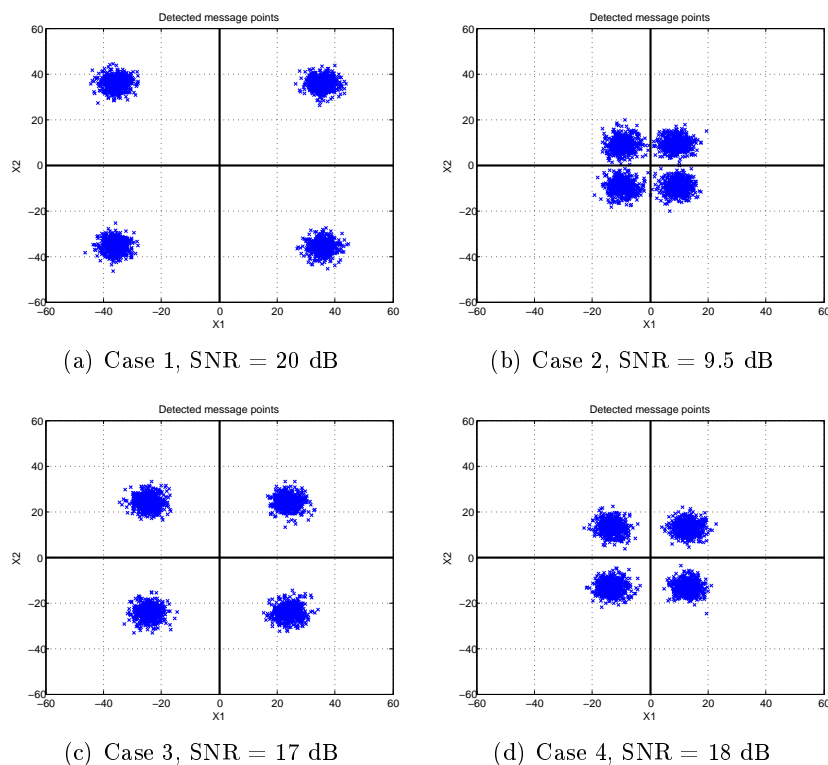 Detected message points
60
40
20
0
−20
−40
−60
X2
−60 −40 −20 0 20 40 60
X1
(a) Case 1, SNR = 20 dB
Detected message points
60
40
20
0
−20
−40
−60
X2
−60 −40 −20 0 20 40 60
X1
(b) Case 2, SNR = 9.5 dB
Detected message points
60
40
20
0
−20
−40
−60
X2
−60 −40 −20 0 20 40 60
X1
(c) Case 3, SNR = 17 dB
Detected message points
60
40
20
0
−20
−40
−60
X2
−60 −40 −20 0 20 40 60
X1
(d) Case 4, SNR = 18 dB